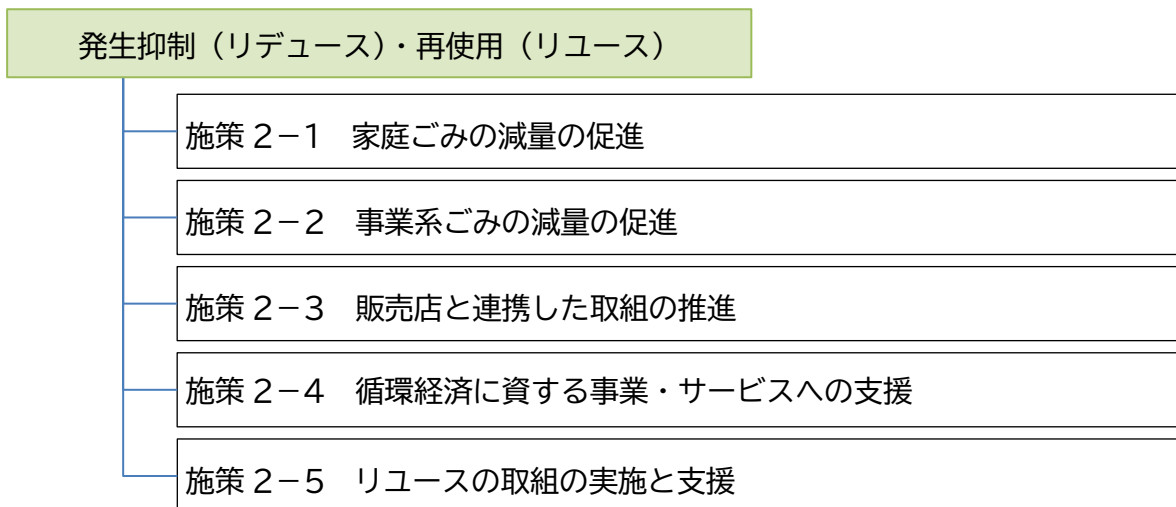 発生抑制（リデュース）・再使用（リユース）
施策 2－1　家庭ごみの減量の促進
施策 2－2　事業系ごみの減量の促進
施策 2－3　販売店と連携した取組の推進
施策 2－4　循環経済に資する事業・サービスへの支援
施策 2－5　リユースの取組の実施と支援